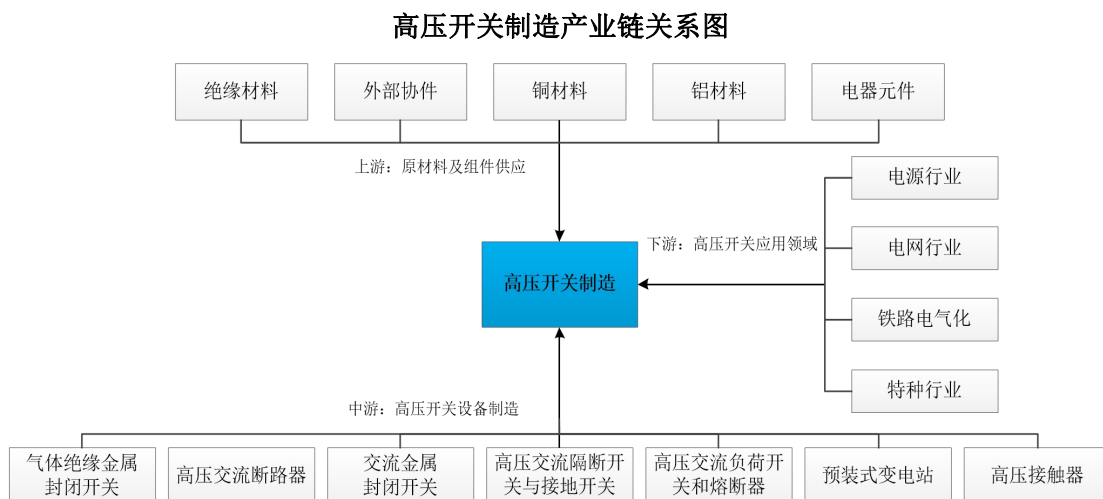 高压开关制造产业链关系图
绝缘材料
外部协件
铜材料
铝材料
电器元件
上游：原材料及组件供应
电源行业
下游：高压开关应用领域
电网行业
高压开关制造
铁路电气化
特种行业
中游：高压开关设备制造
气体绝缘金属
封闭开关
高压交流断路器
交流金属
封闭开关
高压交流隔断开
关与接地开关
高压交流负荷开
关和熔断器
预装式变电站
高压接触器